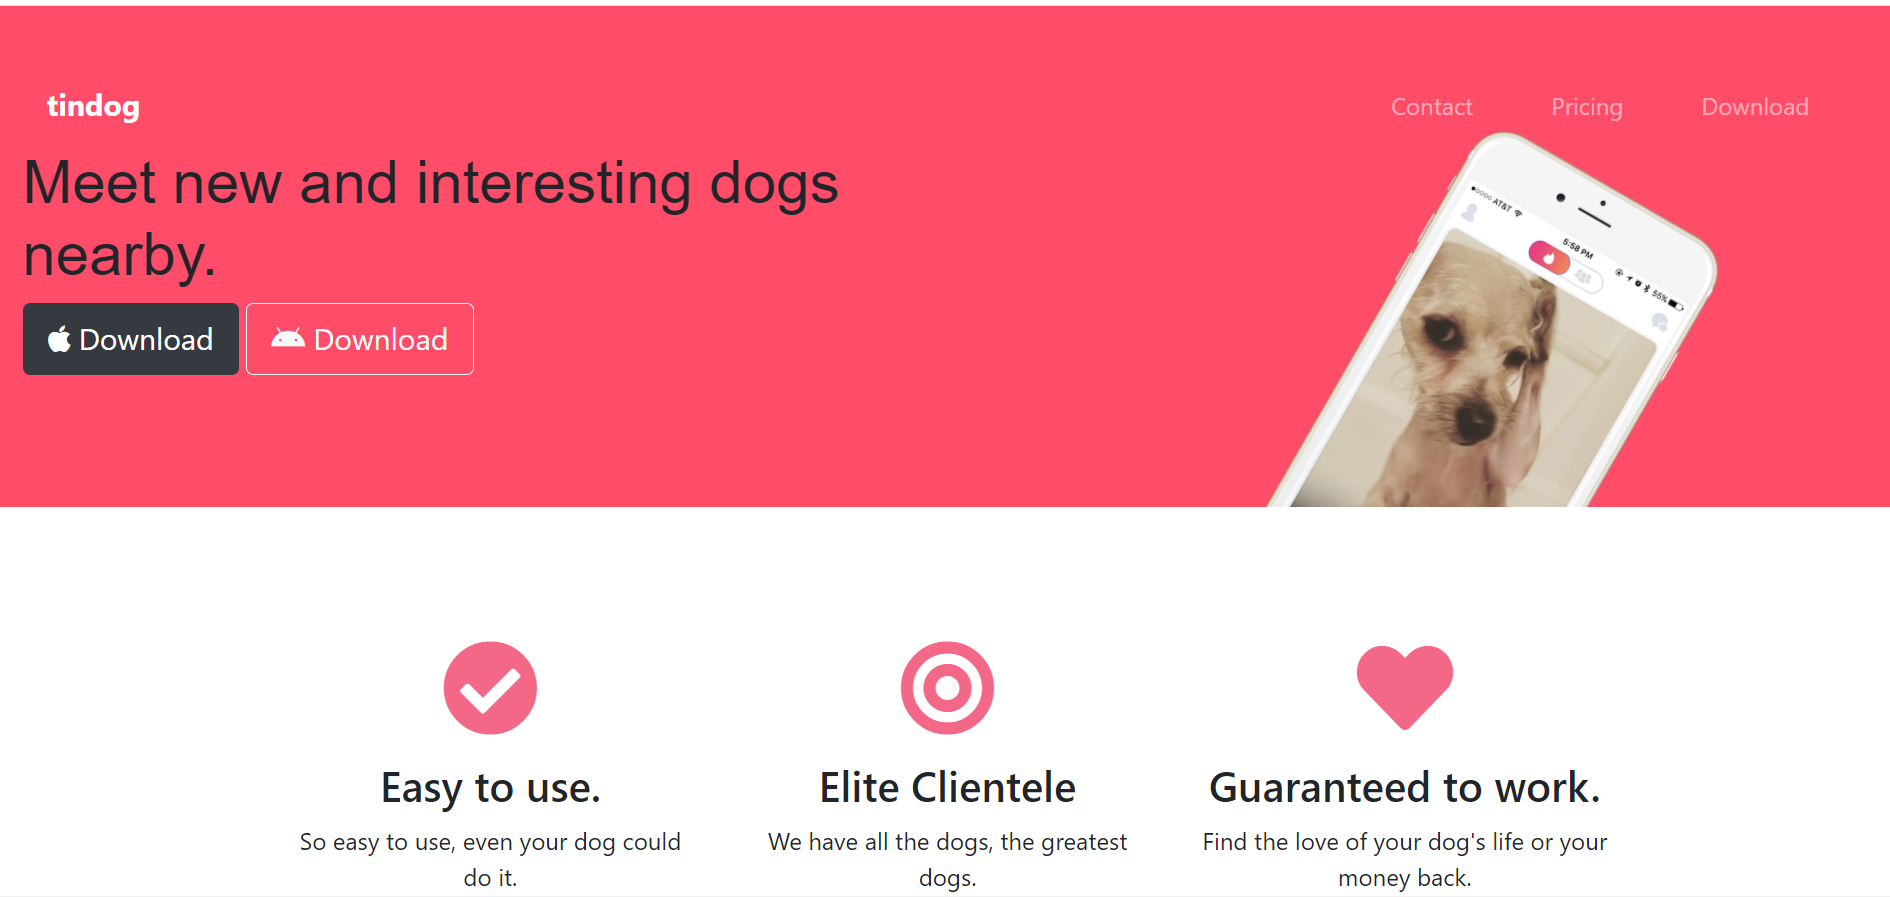 tindog
Contact Pricing Download
Meet new and interesting dogs
nearby.
Download Download
AT&T
5:58 PM
55%
Easy to use.
So easy to use, even your dog could
do it.
Elite Clientele
We have all the dogs, the greatest
dogs.
Guaranteed to work.
Find the love of your dog's life or your
money back.